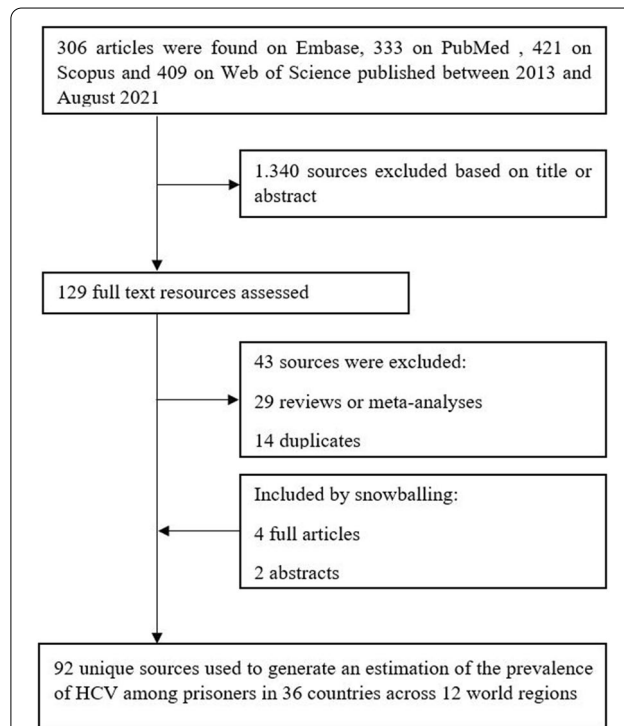 306 articles were found on Embase, 333 on PubMed , 421 on
Scopus and 409 on Web of Science published between 2013 and
August 2021
1.340 sources excluded based on title or
abstract
129 full text resources assessed
43 sources were excluded:
29 reviews or meta-analyses
14 duplicates
Included by snowballing:
4 full articles
2 abstracts
92 unique sources used to generate an estimation of the prevalence
of HCV among prisoners in 36 countries across 12 world regions